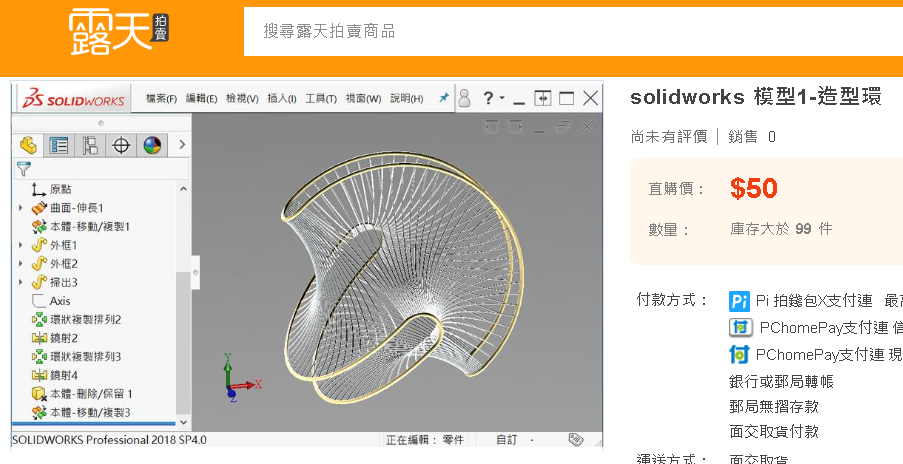 露天拍賣
搜尋露天拍賣商品
SOLIDWORKS 檔案(F) 編輯(E) 檢視(V) 插入(I) 工具(T) 視窗(W) 說明(H) ?
原點
曲面-伸長1
本體-移動/複製1
外框1
外框2
掃出3
Axis
環狀複製排列2
鏡射2
環狀複製排列3
鏡射4
本體-刪除/保留 1
本體-移動/複製3
Y
X
Z
SOLIDWORKS Professional 2018 SP4.0 正在編輯： 零件 自訂 -
solidworks 模型1-造型環
尚未有評價 | 銷售 0
直購價： $50
數量： 庫存大於 99 件
付款方式： Pi Pi 拍錢包X支付連 最高
付 PChomePay支付連 信
付 PChomePay支付連 現
銀行或郵局轉帳
郵局無摺存款
面交取貨付款
運送方式： 面交取貨